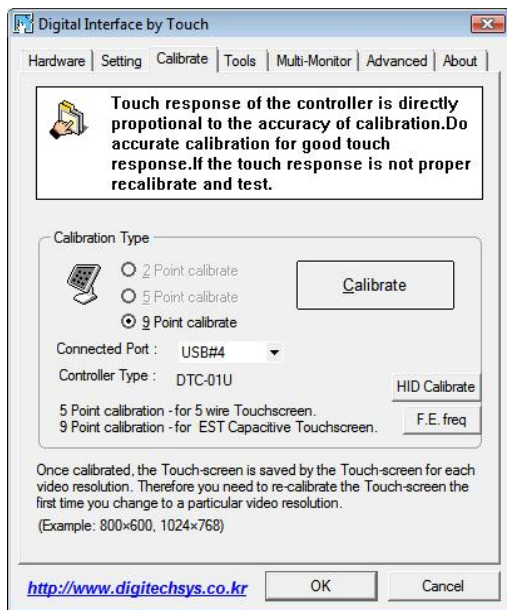 Digital Interface by Touch
Hardware Setting Calibrate Tools Multi-Monitor Advanced About
Touch response of the controller is directly
propotional to the accuracy of calibration.Do
accurate calibration for good touch
response.If the touch response is not proper
recalibrate and test.
Calibration Type
2 Point calibrate
5 Point calibrate
9 Point calibrate
Calibrate
Connected Port : USB#4
Controller Type : DTC-01U
HID Calibrate
5 Point calibration - for 5 wire Touchscreen.
9 Point calibration - for EST Capacitive Touchscreen.
F.E. freq
Once calibrated, the Touch-screen is saved by the Touch-screen for each
video resolution. Therefore you need to re-calibrate the Touch-screen the
first time you change to a particular video resolution.
(Example: 800×600, 1024×768)
http://www.digitechsys.co.kr OK Cancel